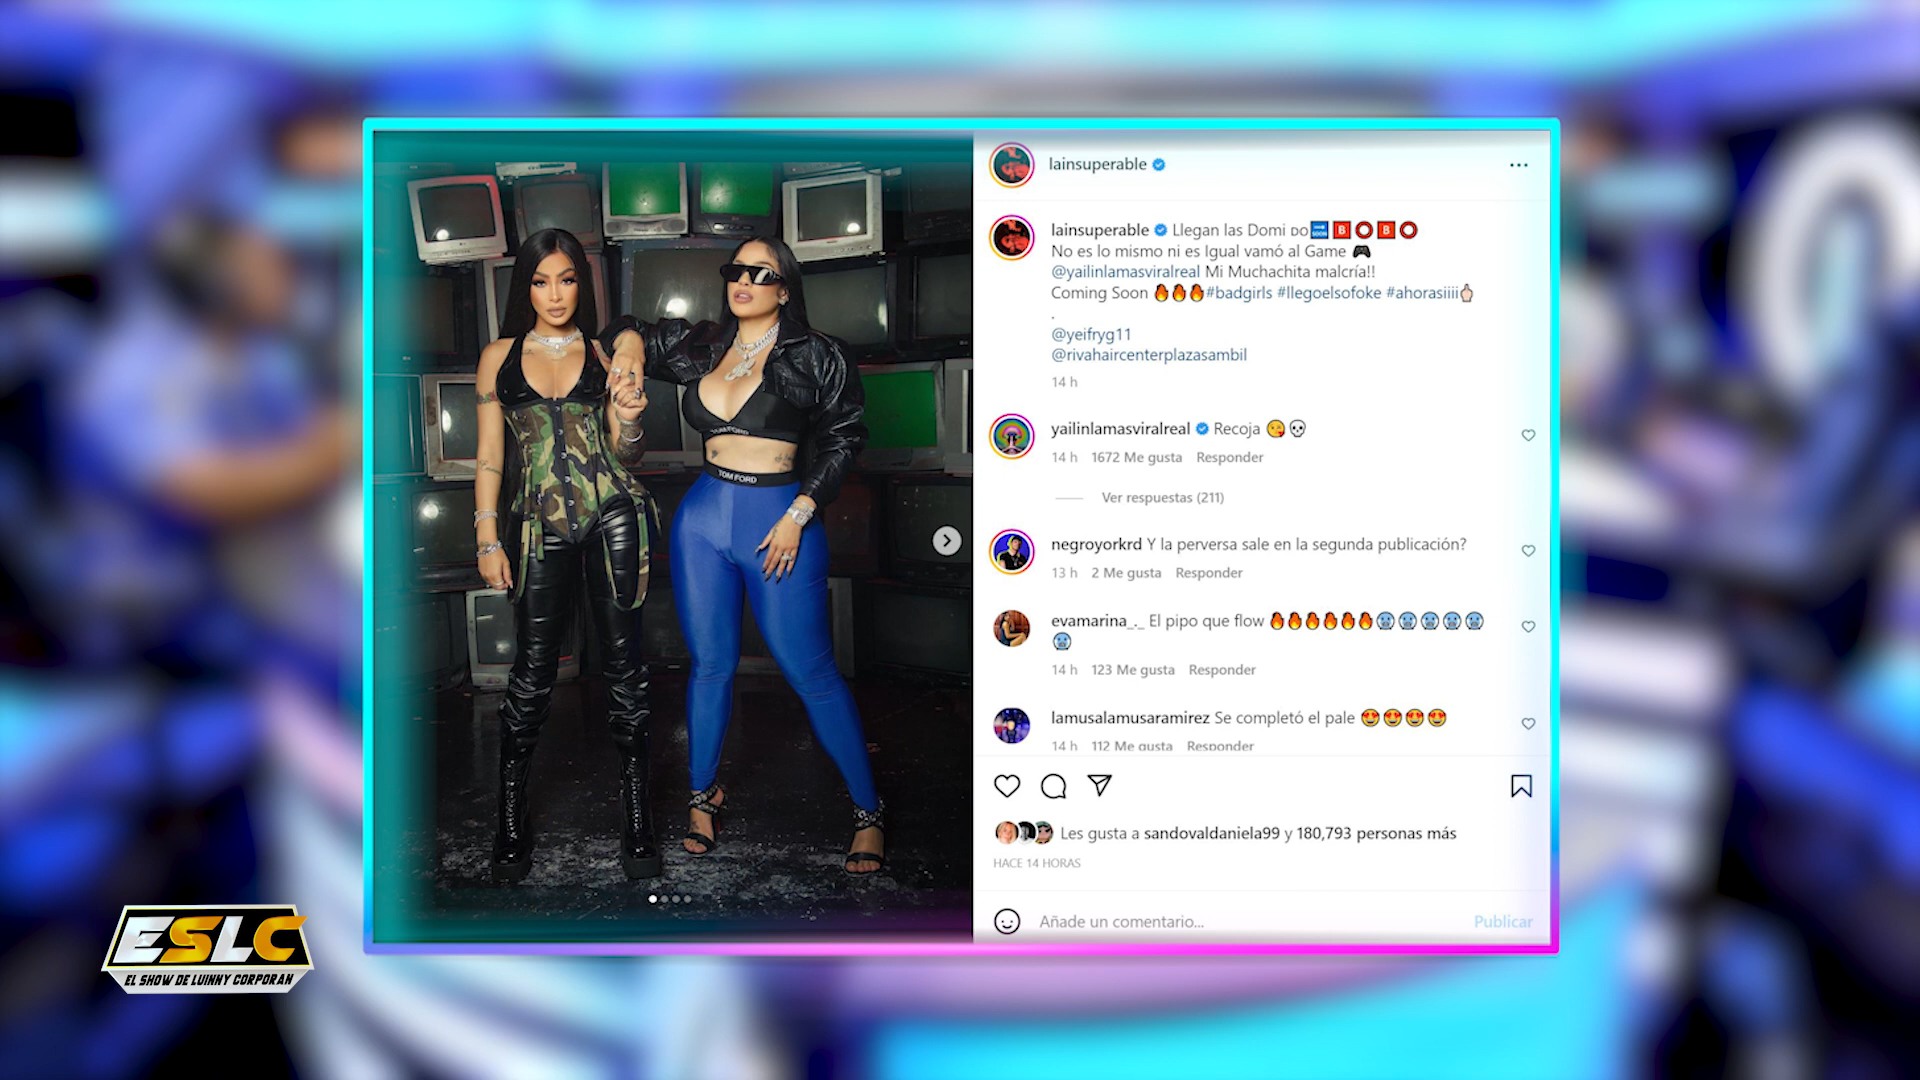 lainsuperable
lainsuperable Llegan las Domi DO🔜🅱️⭕🅱️⭕
No es lo mismo ni es Igual vamó al Game 🎮
@yailinlamasviralreal Mi Muchachita malcría!!
Coming Soon 🔥🔥🔥#badgirls #llegoelsofoke #ahorasiiii🖕🏻
.
@yeifryg11
@rivahaircenterplazasambil
14 h
yailinlamasviralreal Recoja 😘💀
14 h 1672 Me gusta Responder
Ver respuestas (211)
negroyorkrd Y la perversa sale en la segunda publicación?
13 h 2 Me gusta Responder
evamarina_._ El pipo que flow 🔥🔥🔥🔥🔥🔥🥶🥶🥶🥶🥶
🥶
14 h 123 Me gusta Responder
lamusalamusaramirez Se completó el pale 😍😍😍😍
14 h 112 Me gusta Responder
Les gusta a sandovaldaniela99 y 180,793 personas más
HACE 14 HORAS
Añade un comentario... Publicar
TOM FORD
TOM FORD
ESLC
EL SHOW DE LUINNY CORPORAN